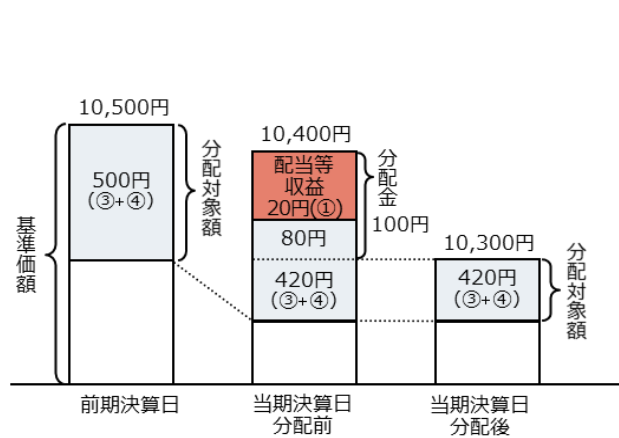 10,500円
500円
(③+④)
分配対象額
基準価額
前期決算日
10,400円
配当等
収益
20円(①)
80円
420円
(③+④)
分配金
100円
当期決算日
分配前
10,300円
420円
(③+④)
分配対象額
当期決算日
分配後